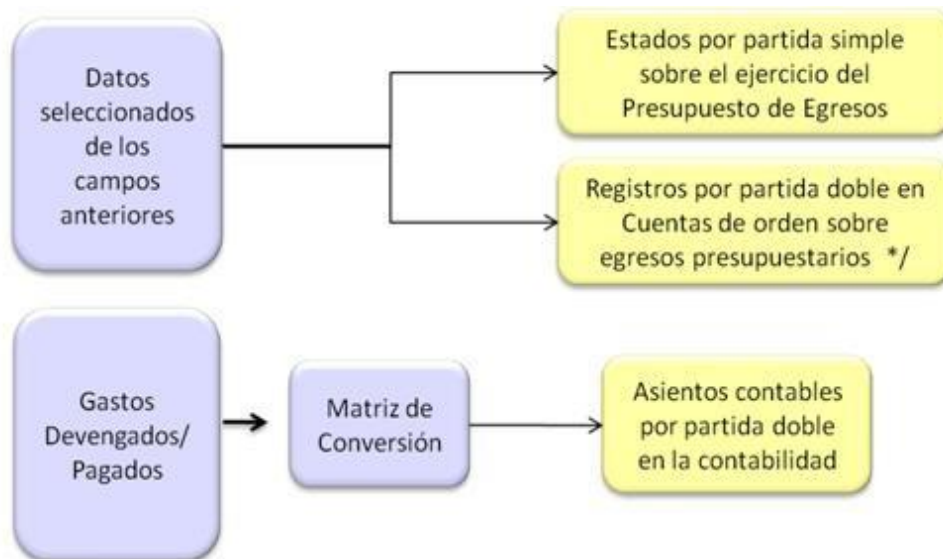 Datos
seleccionados
de los
campos
anteriores
Estados por partida simple
sobre el ejercicio del
Presupuesto de Egresos
Registros por partida doble en
Cuentas de orden sobre
egresos presupuestarios */
Gastos
Devengados/
Pagados
Matriz de
Conversión
Asientos contables
por partida doble
en la contabilidad